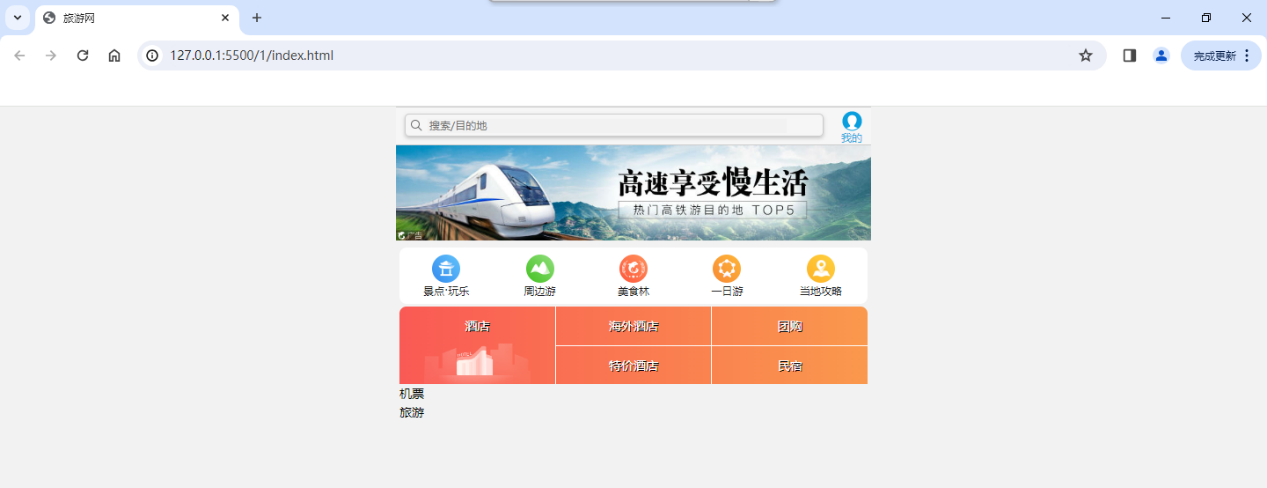 旅游网
127.0.0.1:5500/1/index.html
完成更新
搜索/目的地
我的
高速享受慢生活
热门高铁游目的地 TOP5
广告
景点·玩乐
周边游
美食林
一日游
当地攻略
酒店
海外酒店
团购
特价酒店
民宿
机票
旅游